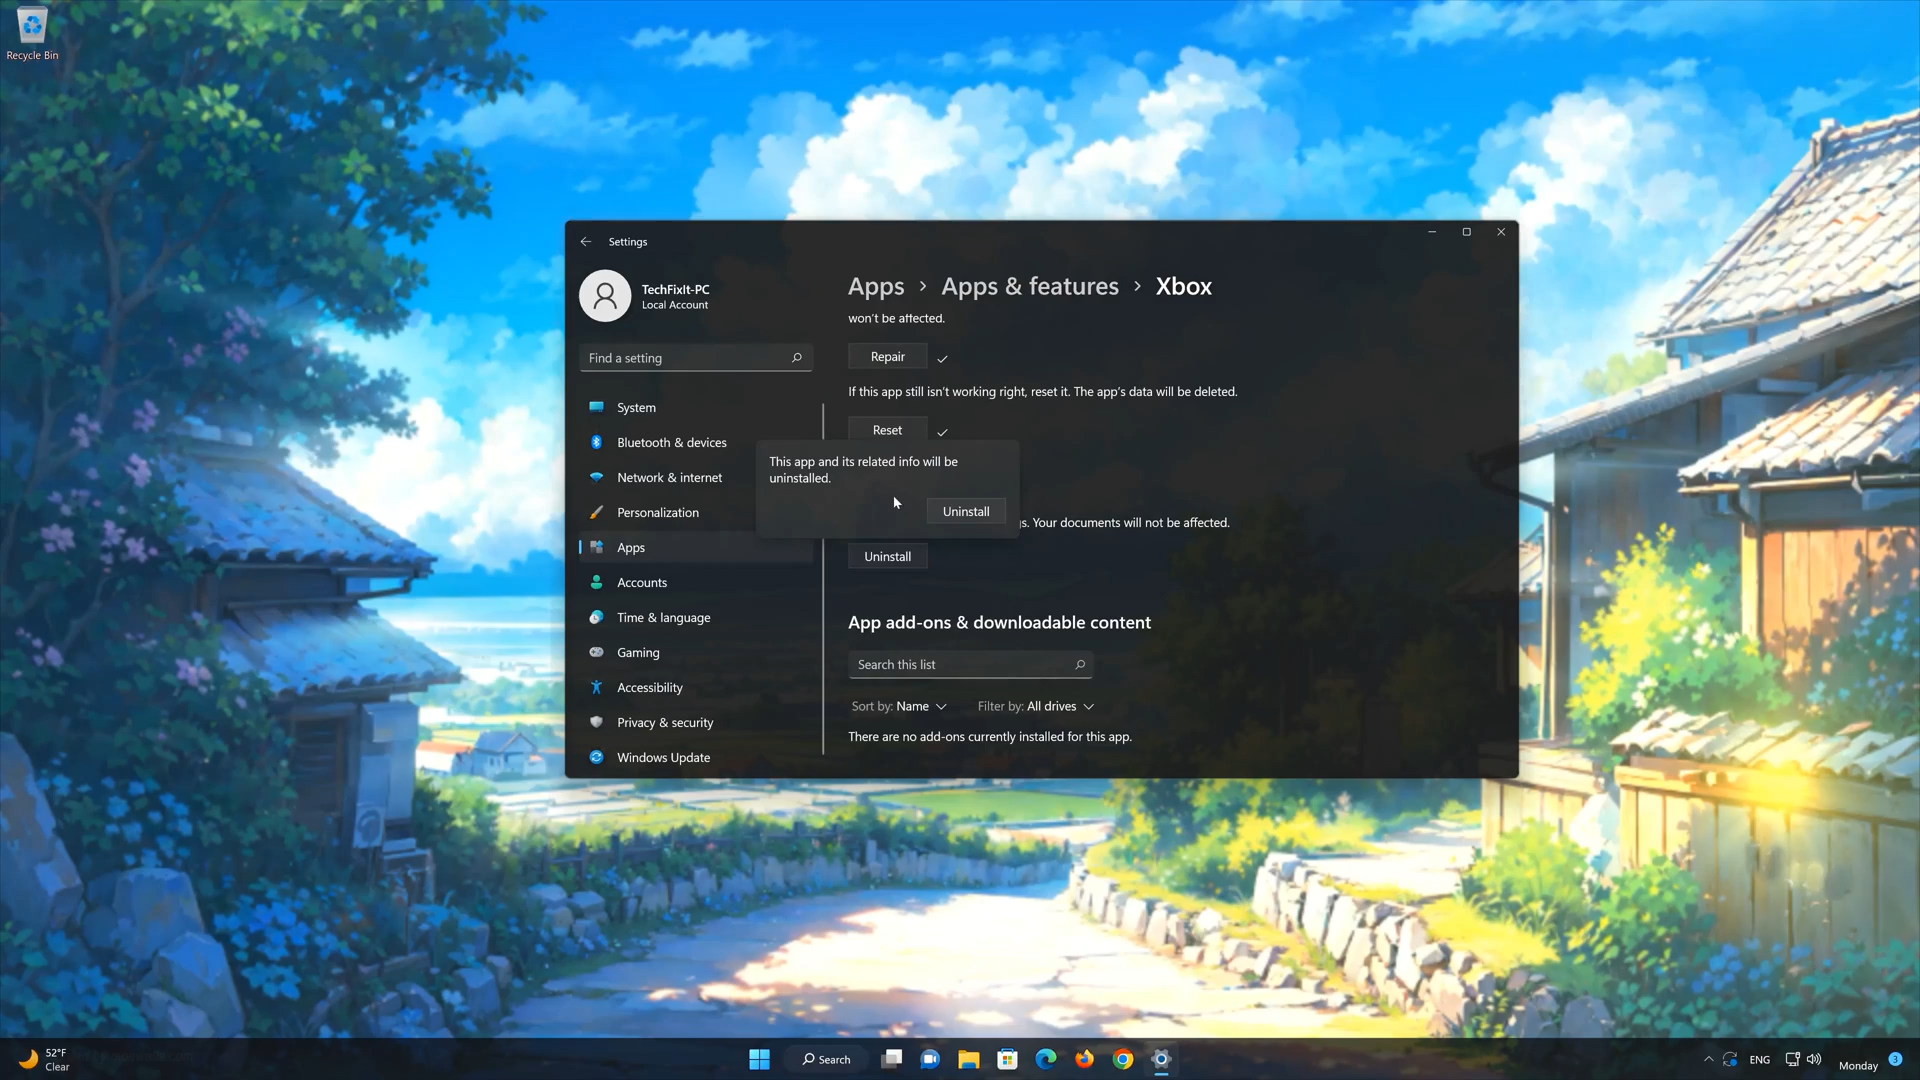 Recycle Bin
Settings
TechFixIt-PC
Local Account
Find a setting
System
Bluetooth & devices
Network & internet
Personalization
Apps
Accounts
Time & language
Gaming
Accessibility
Privacy & security
Windows Update
Apps > Apps & features > Xbox
won't be affected.
Repair
If this app still isn't working right, reset it. The app's data will be deleted.
Reset
This app and its related info will be
uninstalled.
Uninstall
s. Your documents will not be affected.
Uninstall
App add-ons & downloadable content
Search this list
Sort by: Name Filter by: All drives
There are no add-ons currently installed for this app.
52°F
Clear
Search
ENG
Monday
3